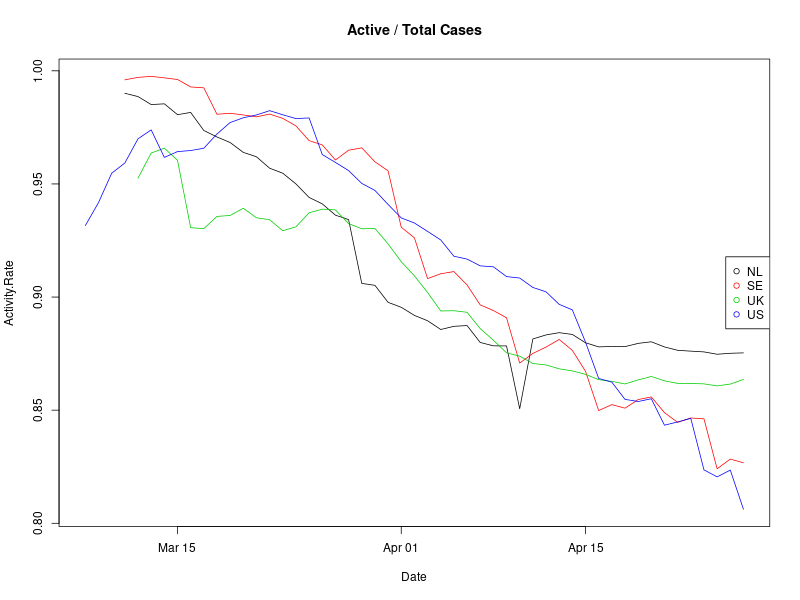 Active / Total Cases
Activity.Rate
1.00
0.95
0.90
0.85
0.80
NL
SE
UK
US
Mar 15
Apr 01
Apr 15
Date